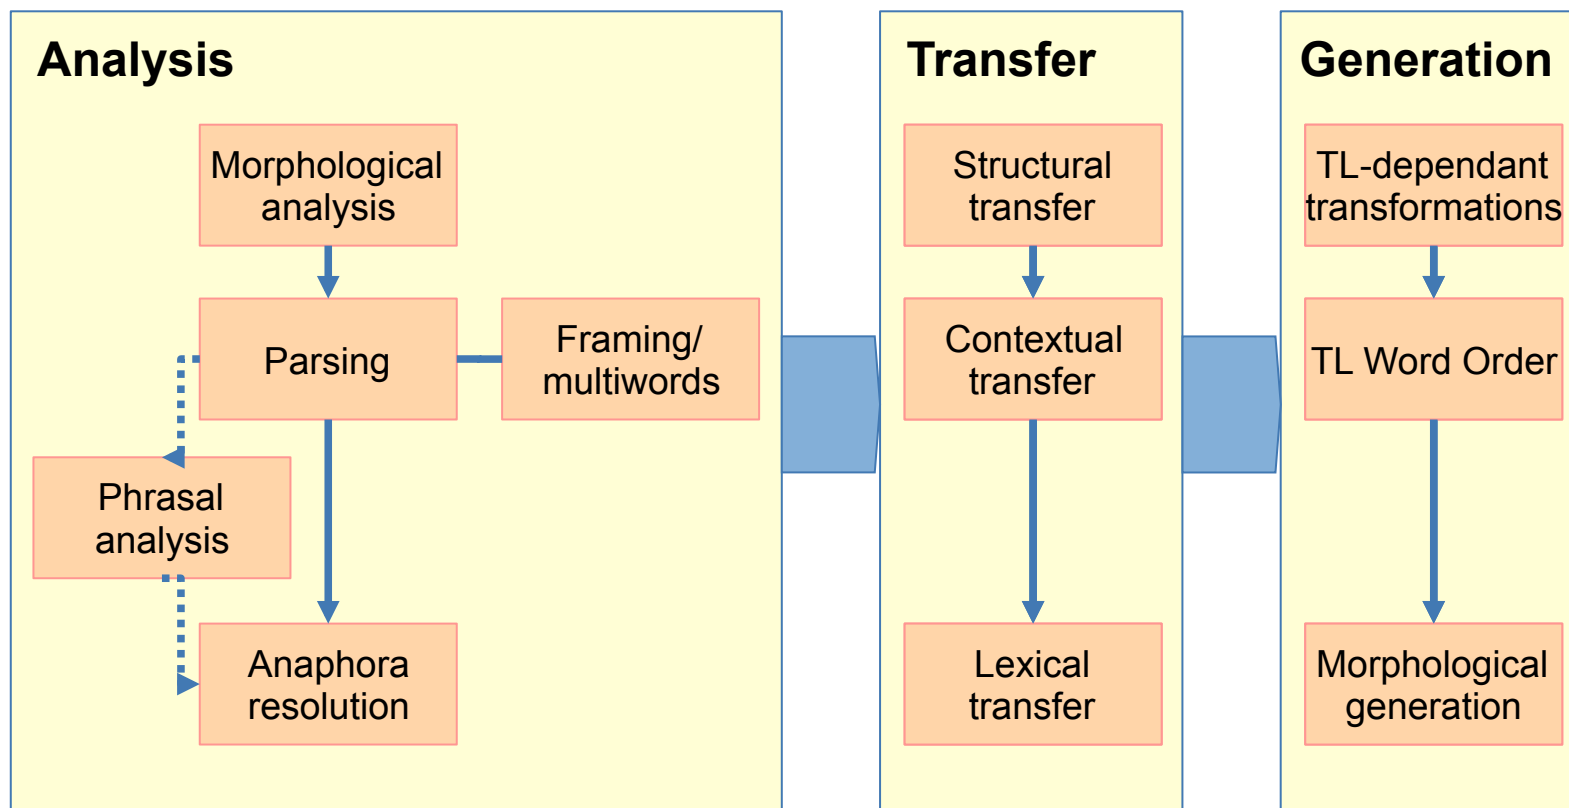 Analysis
Morphological
analysis
Parsing
Framing/
multiwords
Phrasal
analysis
Anaphora
resolution
Transfer
Structural
transfer
Contextual
transfer
Lexical
transfer
Generation
TL-dependant
transformations
TL Word Order
Morphological
generation